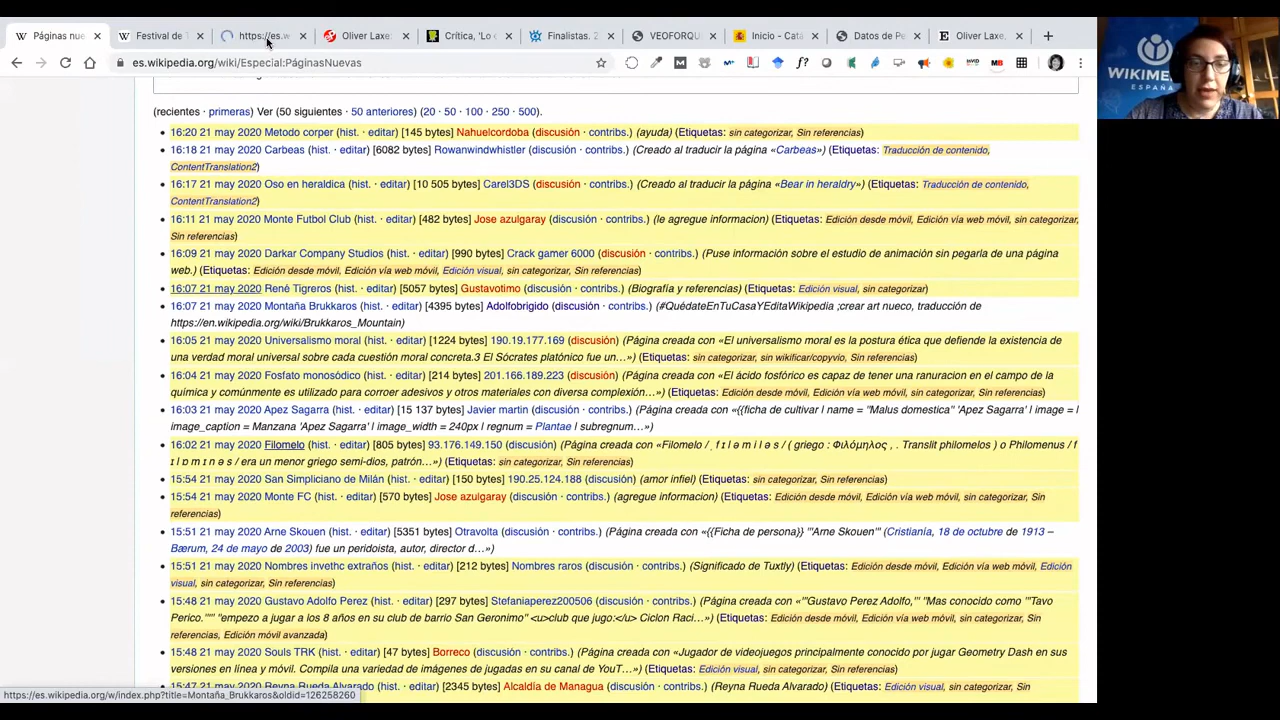 Páginas nue
Festival de
https://es.w
Oliver Laxe:
Crítica, 'Lo
Finalistas. 2
VEOFORQU
Inicio - Catá
Datos de Pe
Oliver Laxe,
es.wikipedia.org/wiki/Especial:PáginasNuevas
WIKIME
ESPAÑA
(recientes · primeras) Ver (50 siguientes · 50 anteriores) (20 · 50 · 100 · 250 · 500).
16:20 21 may 2020 Metodo corper (hist. · editar) [145 bytes] Nahuelcordoba (discusión · contribs.) (ayuda) (Etiquetas: sin categorizar, Sin referencias)
16:18 21 may 2020 Carbeas (hist. · editar) [6082 bytes] Rowanwindwhistler (discusión · contribs.) (Creado al traducir la página «Carbeas») (Etiquetas: Traducción de contenido,
ContentTranslation2)
16:17 21 may 2020 Oso en heraldica (hist. · editar) [10 505 bytes] Carel3DS (discusión · contribs.) (Creado al traducir la página «Bear in heraldry») (Etiquetas: Traducción de contenido,
ContentTranslation2)
16:11 21 may 2020 Monte Futbol Club (hist. · editar) [482 bytes] Jose azulgaray (discusión · contribs.) (le agregue informacion) (Etiquetas: Edición desde móvil, Edición vía web móvil, sin categorizar,
Sin referencias)
16:09 21 may 2020 Darkar Company Studios (hist. · editar) [990 bytes] Crack gamer 6000 (discusión · contribs.) (Puse información sobre el estudio de animación sin pegarla de una página
web.) (Etiquetas: Edición desde móvil, Edición vía web móvil, Edición visual, sin categorizar, Sin referencias)
16:07 21 may 2020 René Tigreros (hist. · editar) [5057 bytes] Gustavotimo (discusión · contribs.) (Biografía y referencias) (Etiquetas: Edición visual, sin categorizar)
16:07 21 may 2020 Montaña Brukkaros (hist. · editar) [4395 bytes] Adolfobrigido (discusión · contribs.) (#QuédateEnTuCasaYEditaWikipedia ;crear art nueco, traducción de
https://en.wikipedia.org/wiki/Brukkaros_Mountain)
16:05 21 may 2020 Universalismo moral (hist. · editar) [1224 bytes] 190.19.177.169 (discusión) (Página creada con «El universalismo moral es la postura ética que defiende la existencia de
una verdad moral universal sobre cada cuestión moral concreta.3 El Sócrates platónico fue un…») (Etiquetas: sin categorizar, sin wikificar/copyvio, Sin referencias)
16:04 21 may 2020 Fosfato monosódico (hist. · editar) [214 bytes] 201.166.189.223 (discusión) (Página creada con «El ácido fosfórico es capaz de tener una ranuracion en el campo de la
química y comúnmente es utilizado para corroer adesivos y otros materiales con diversa complexión…») (Etiquetas: Edición desde móvil, Edición vía web móvil, sin categorizar, Sin referencias)
16:03 21 may 2020 Apez Sagarra (hist. · editar) [15 137 bytes] Javier martin (discusión · contribs.) (Página creada con «{{ficha de cultivar | name = "Malus domestica" 'Apez Sagarra' | image = |
image_caption = Manzana 'Apez Sagarra' | image_width = 240px | regnum = Plantae | subregnum…»)
16:02 21 may 2020 Filomelo (hist. · editar) [805 bytes] 93.176.149.150 (discusión) (Página creada con «Filomelo / ˌ f ɪ l ə m i l ə s / ( griego : Φιλόμηλος , . Translit philomelos ) o Philomenus / f
ɪ l ɒ m ɪ n ə s / era un menor griego semi-dios, patrón…») (Etiquetas: sin categorizar, Sin referencias)
15:54 21 may 2020 San Simpliciano de Milán (hist. · editar) [150 bytes] 190.25.124.188 (discusión) (amor infiel) (Etiquetas: sin categorizar, Sin referencias)
15:54 21 may 2020 Monte FC (hist. · editar) [570 bytes] Jose azulgaray (discusión · contribs.) (agregue informacion) (Etiquetas: Edición desde móvil, Edición vía web móvil, sin categorizar, Sin
referencias)
15:51 21 may 2020 Arne Skouen (hist. · editar) [5351 bytes] Otravolta (discusión · contribs.) (Página creada con «{{Ficha de persona}} '''Arne Skouen''' (Cristianía, 18 de octubre de 1913 –
Bærum, 24 de mayo de 2003) fue un peridoista, autor, director d…»)
15:51 21 may 2020 Nombres invethc extraños (hist. · editar) [212 bytes] Nombres raros (discusión · contribs.) (Significado de Tuxtly) (Etiquetas: Edición desde móvil, Edición vía web móvil, Edición
visual, sin categorizar, Sin referencias)
15:48 21 may 2020 Gustavo Adolfo Perez (hist. · editar) [297 bytes] Stefaniaperez200506 (discusión · contribs.) (Página creada con «'"Gustavo Perez Adolfo,'" "Mas conocido como '"Tavo
Perico.""" "empezo a jugar a los 8 años en su club de barrio San Geronimo" <u>club que jugo:</u> Ciclon Raci…») (Etiquetas: Edición desde móvil, Edición vía web móvil, sin categorizar, Sin
referencias, Edición móvil avanzada)
15:48 21 may 2020 Souls TRK (hist. · editar) [47 bytes] Borreco (discusión · contribs.) (Página creada con «Jugador de videojuegos principalmente conocido por jugar Geometry Dash en sus
versiones en línea y móvil. Compila una variedad de imágenes de jugadas en su canal de YouT…») (Etiquetas: Edición visual, sin categorizar, Sin referencias)
15:47 21 may 2020 Reyna Rueda Alvarado (hist. · editar) [2345 bytes] Alcaldía de Managua (discusión · contribs.) (Reyna Rueda Alvarado) (Etiquetas: Edición visual, sin categorizar, Sin
https://es.wikipedia.org/w/index.php?title=Montaña_Brukkaros&oldid=126258260